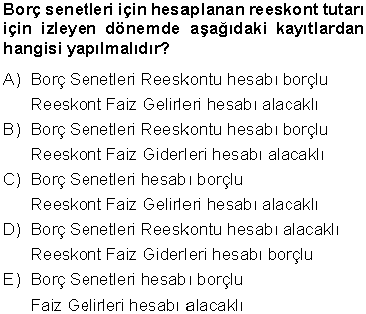 Borç senetleri için hesaplanan reeskont tutarı
için izleyen dönemde aşağıdaki kayıtlardan
hangisi yapılmalıdır?
A) Borç Senetleri Reeskontu hesabı borçlu
Reeskont Faiz Gelirleri hesabı alacaklı
B) Borç Senetleri Reeskontu hesabı borçlu
Reeskont Faiz Giderleri hesabı alacaklı
C) Borç Senetleri hesabı borçlu
Reeskont Faiz Gelirleri hesabı alacaklı
D) Borç Senetleri Reeskontu hesabı alacaklı
Reeskont Faiz Giderleri hesabı borçlu
E) Borç Senetleri hesabı borçlu
Faiz Gelirleri hesabı alacaklı